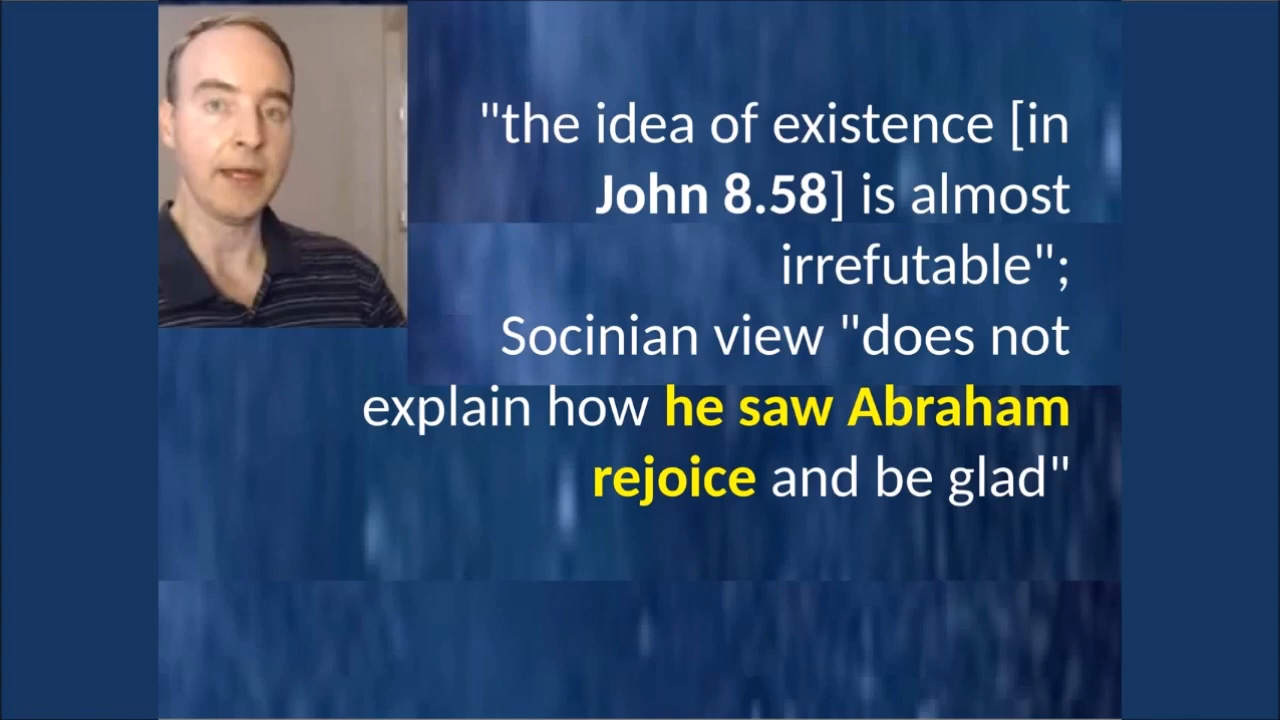 "the idea of existence [in
John 8.58] is almost
irrefutable";
Socinian view "does not
explain how he saw Abraham
rejoice and be glad"